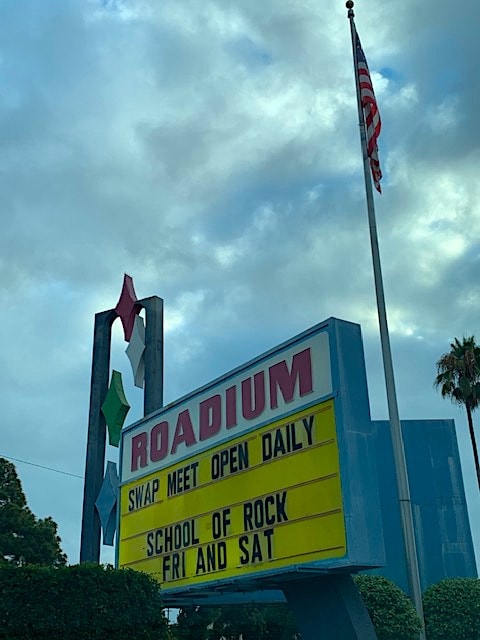 ROADIUM
SWAP MEET OPEN DAILY
SCHOOL OF ROCK
FRI AND SAT